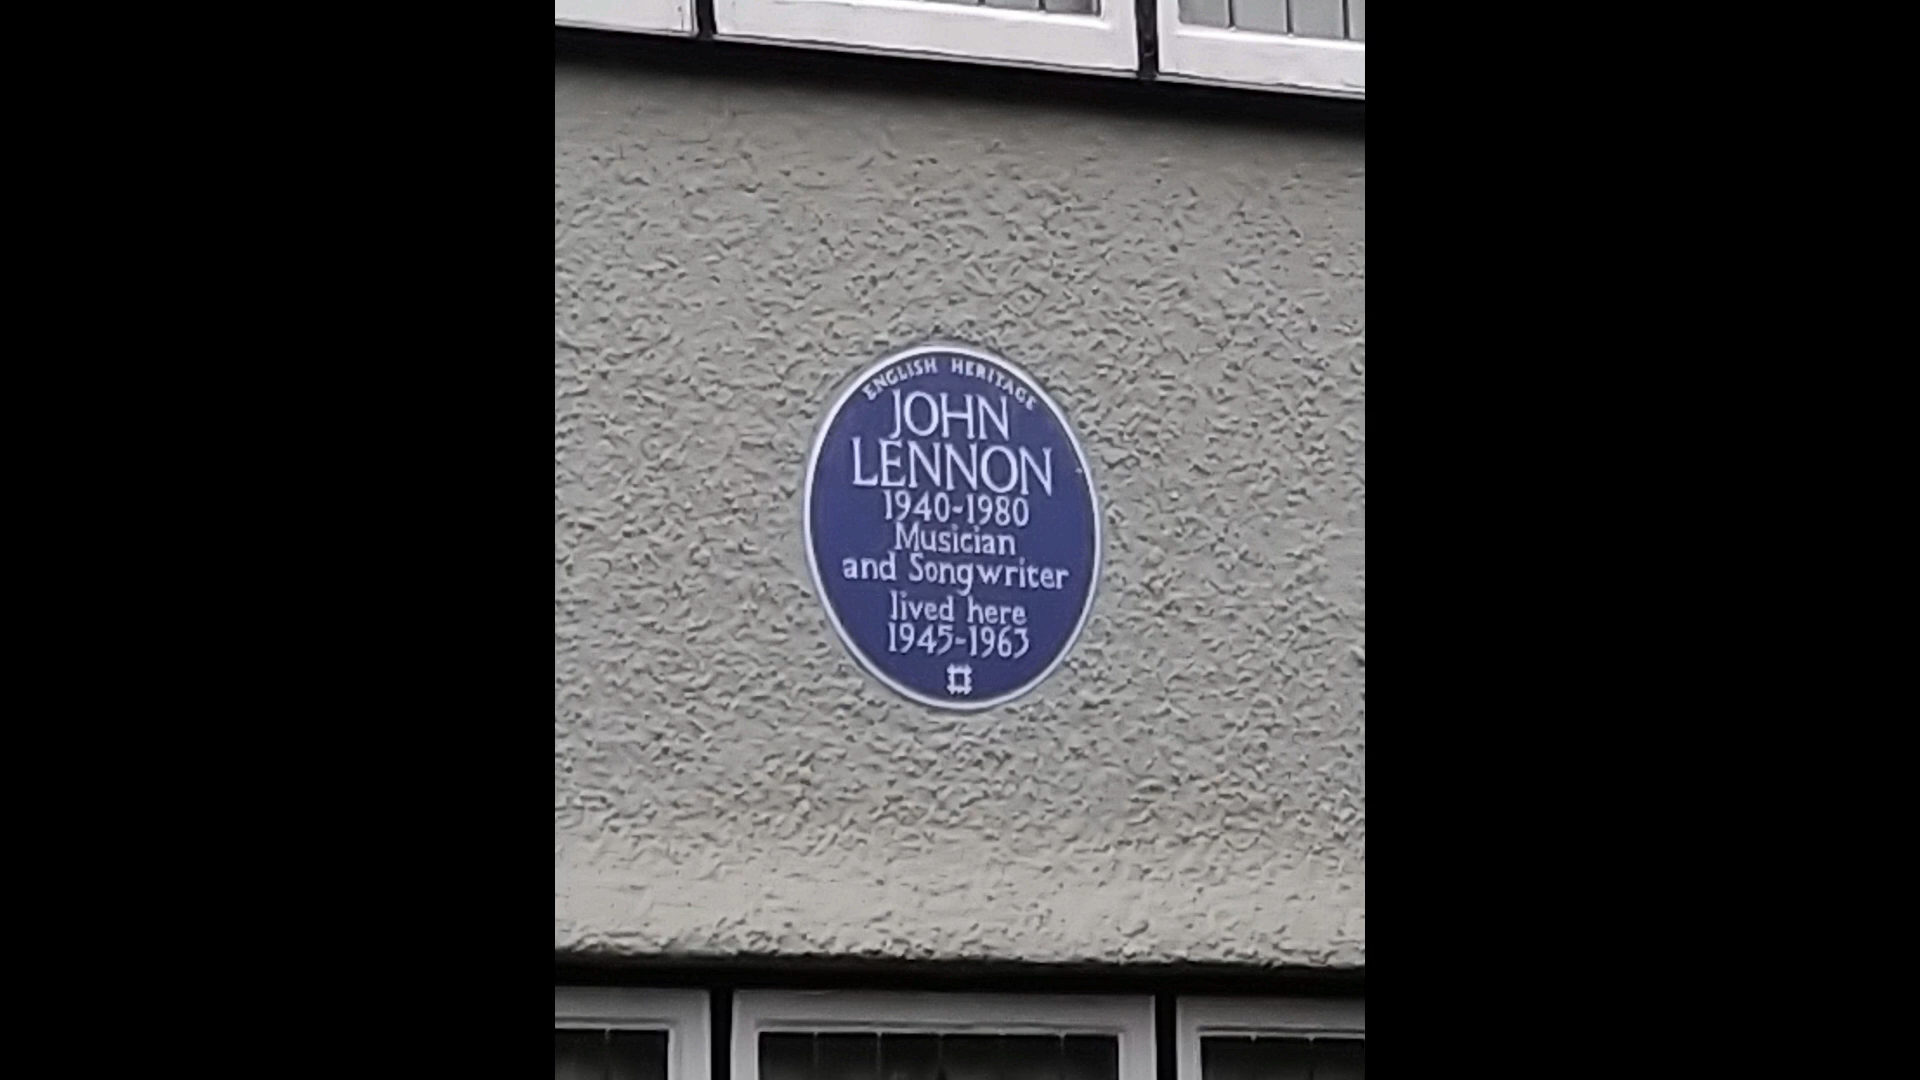 ENGLISH HERITAGE
JOHN
LENNON
1940-1980
Musician
and Songwriter
lived here
1945-1963